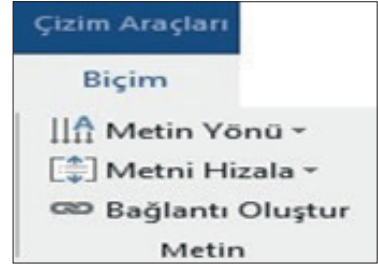 Çizim Araçları
Biçim
Metin Yönü
Metni Hizala
Bağlantı Oluştur
Metin